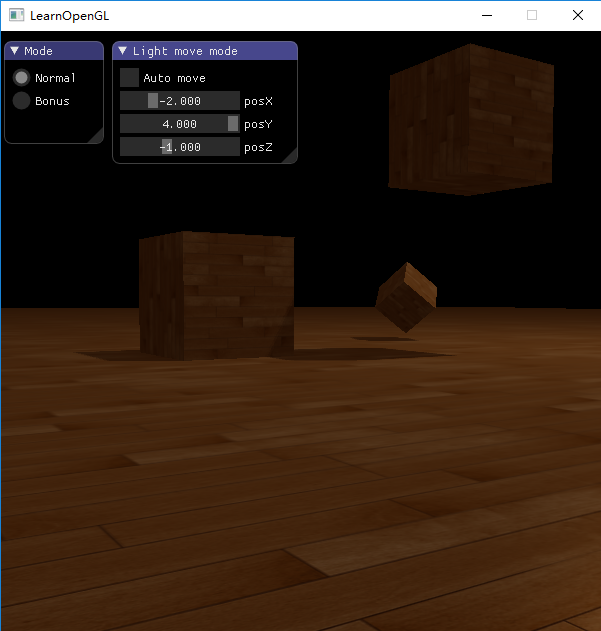 LearnOpenGL
Mode
Normal
Bonus
Light move mode
Auto move
-2.000 posX
4.000 posY
-1.000 posZ